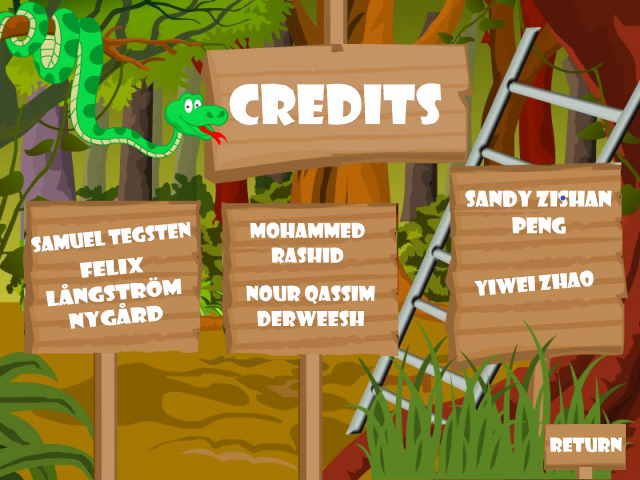 CREDITS
SAMUEL TEGSTEN
FELIX
LÅNGSTRÖM
NYGÅRD
MOHAMMED
RASHID
NOUR QASSIM
DERWEESH
SANDY ZISHAN
PENG
YIWEI ZHAO
RETURN